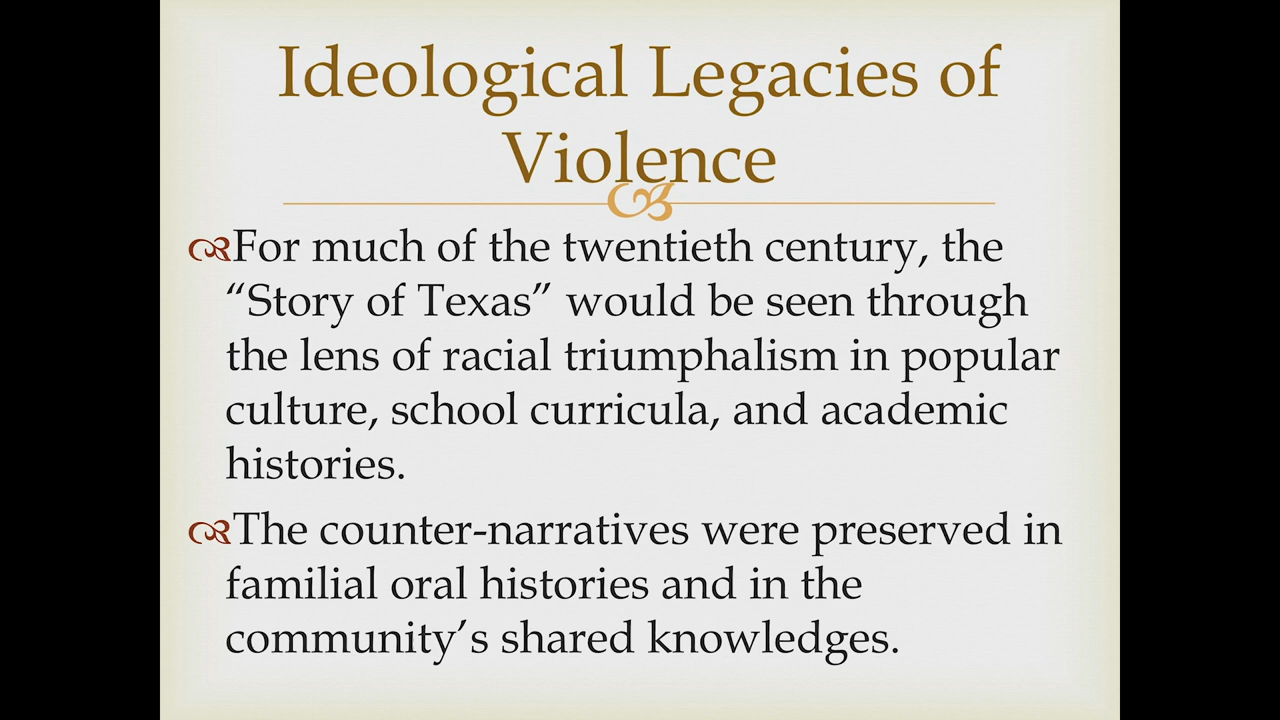 Ideological Legacies of
Violence
For much of the twentieth century, the
“Story of Texas” would be seen through
the lens of racial triumphalism in popular
culture, school curricula, and academic
histories.
The counter-narratives were preserved in
familial oral histories and in the
community’s shared knowledges.